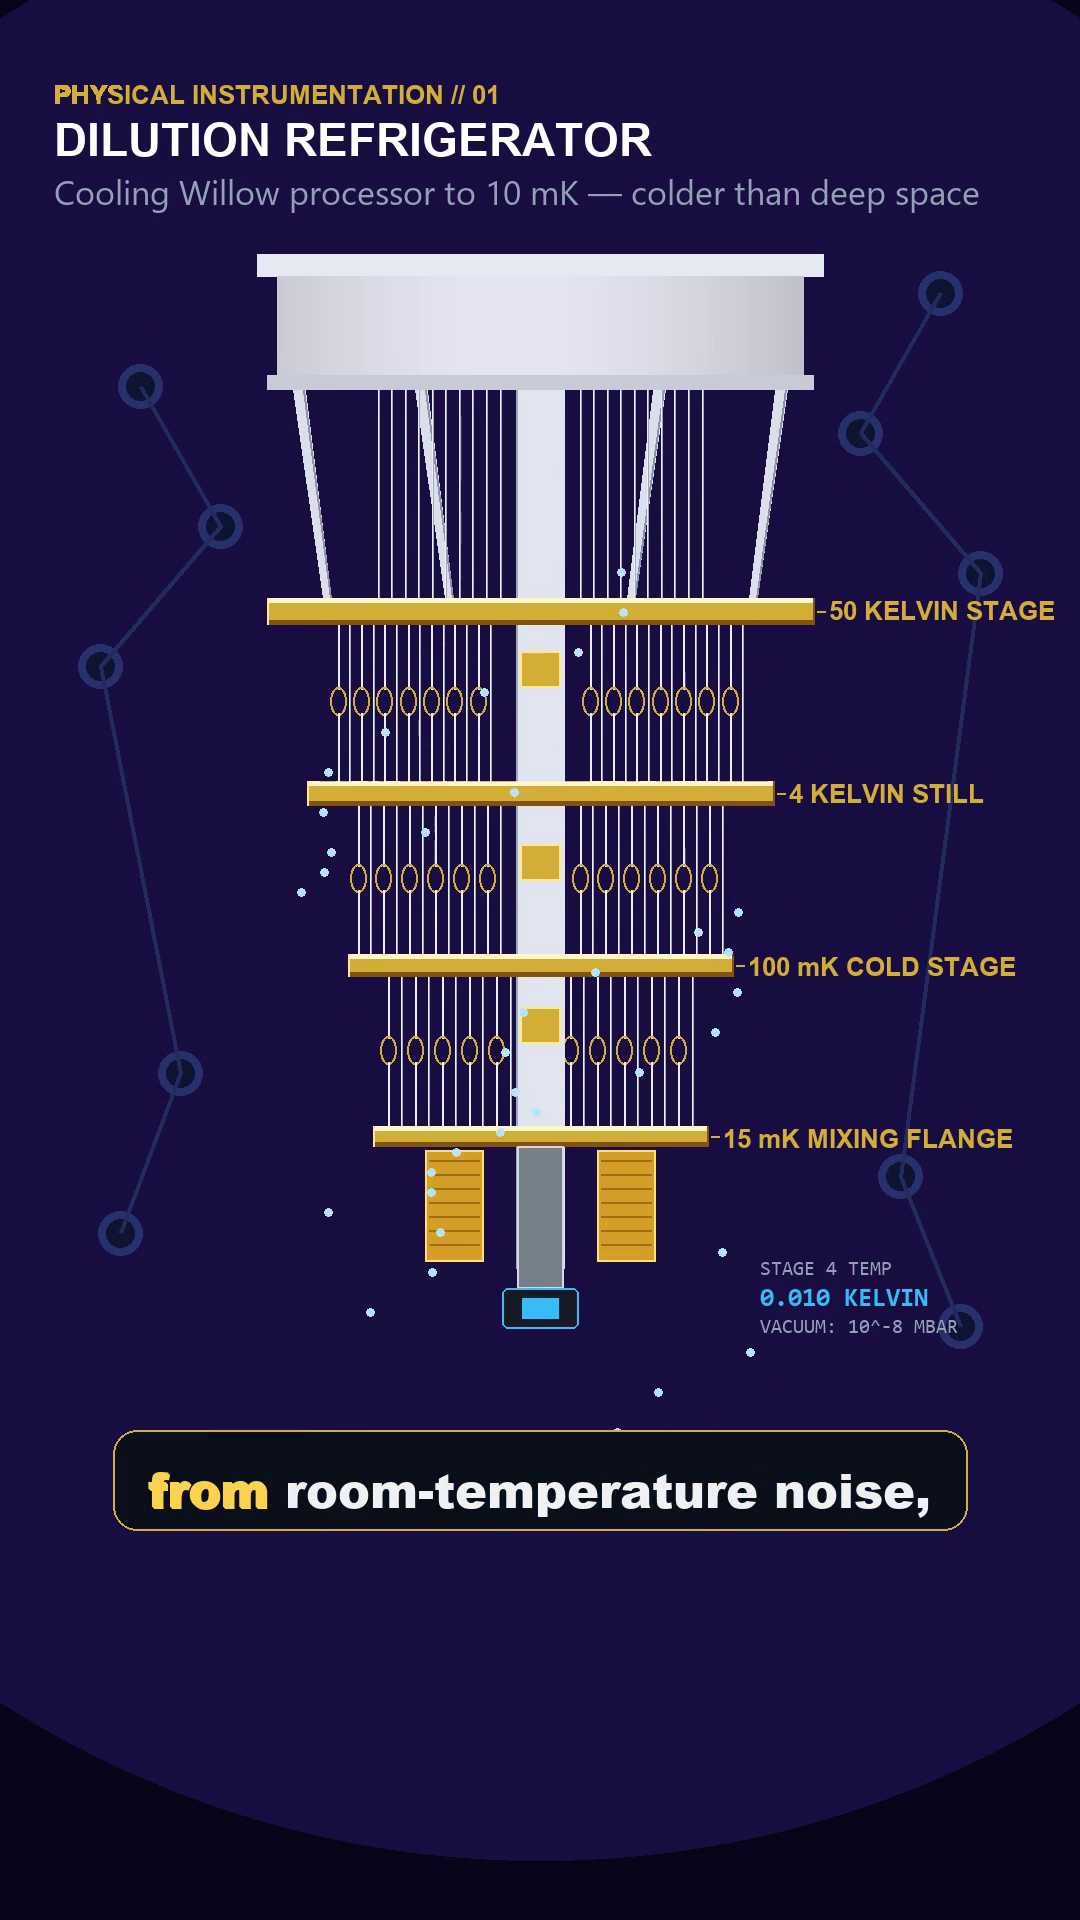 PHYSICAL INSTRUMENTATION // 01
DILUTION REFRIGERATOR
Cooling Willow processor to 10 mK — colder than deep space
50 KELVIN STAGE
4 KELVIN STILL
100 mK COLD STAGE
15 mK MIXING FLANGE
STAGE 4 TEMP
0.010 KELVIN
VACUUM: 10^-8 MBAR
from room-temperature noise,